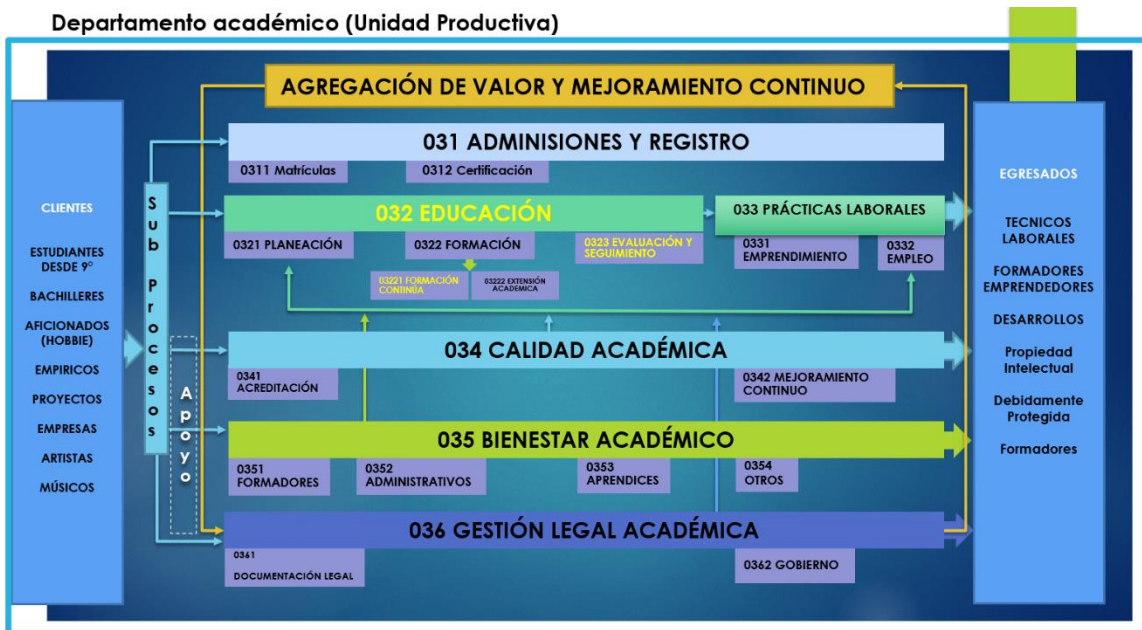 Departamento académico (Unidad Productiva)
AGREGACIÓN DE VALOR Y MEJORAMIENTO CONTINUO
CLIENTES
ESTUDIANTES
DESDE 9°
BACHILLERES
AFICIONADOS
(HOBBIE)
EMPIRICOS
PROYECTOS
EMPRESAS
ARTISTAS
MÚSICOS
Sub Procesos
Apoyo
031 ADMINISIONES Y REGISTRO
0311 Matrículas
0312 Certificación
032 EDUCACIÓN
033 PRÁCTICAS LABORALES
0321 PLANEACIÓN
0322 FORMACIÓN
0323 EVALUACIÓN Y
SEGUIMIENTO
0331
EMPRENDIMIENTO
0332
EMPLEO
03221 FORMACIÓN
CONTINÚA
03222 EXTENSIÓN
ACADEMICA
034 CALIDAD ACADÉMICA
0341
ACREDITACIÓN
0342 MEJORAMIENTO
CONTINUO
035 BIENESTAR ACADÉMICO
0351
FORMADORES
0352
ADMINISTRATIVOS
0353
APRENDICES
0354
OTROS
036 GESTIÓN LEGAL ACADÉMICA
0361
DOCUMENTACIÓN LEGAL
0362 GOBIERNO
EGRESADOS
TECNICOS
LABORALES
FORMADORES
EMPRENDEDORES
DESARROLLOS
Propiedad
Intelectual
Debidamente
Protegida
Formadores